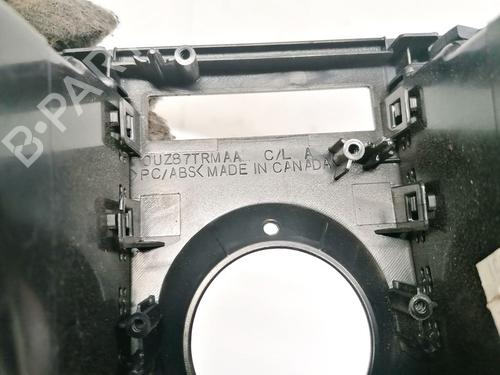 B-PARTS
0UZ87TRMAA C/L A
>PC/ABS< MADE IN CANADA